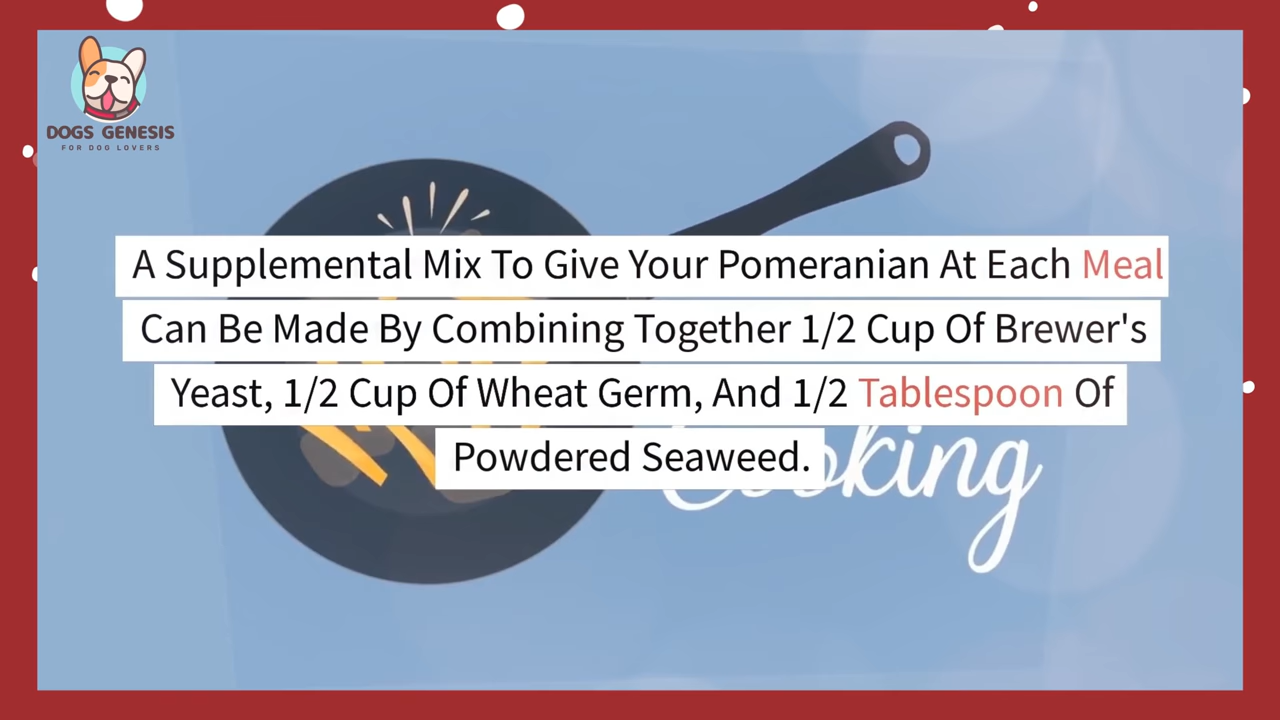 DOGS GENESIS
FOR DOG LOVERS
A Supplemental Mix To Give Your Pomeranian At Each Meal
Can Be Made By Combining Together 1/2 Cup Of Brewer's
Yeast, 1/2 Cup Of Wheat Germ, And 1/2 Tablespoon Of
Powdered Seaweed.
Cooking